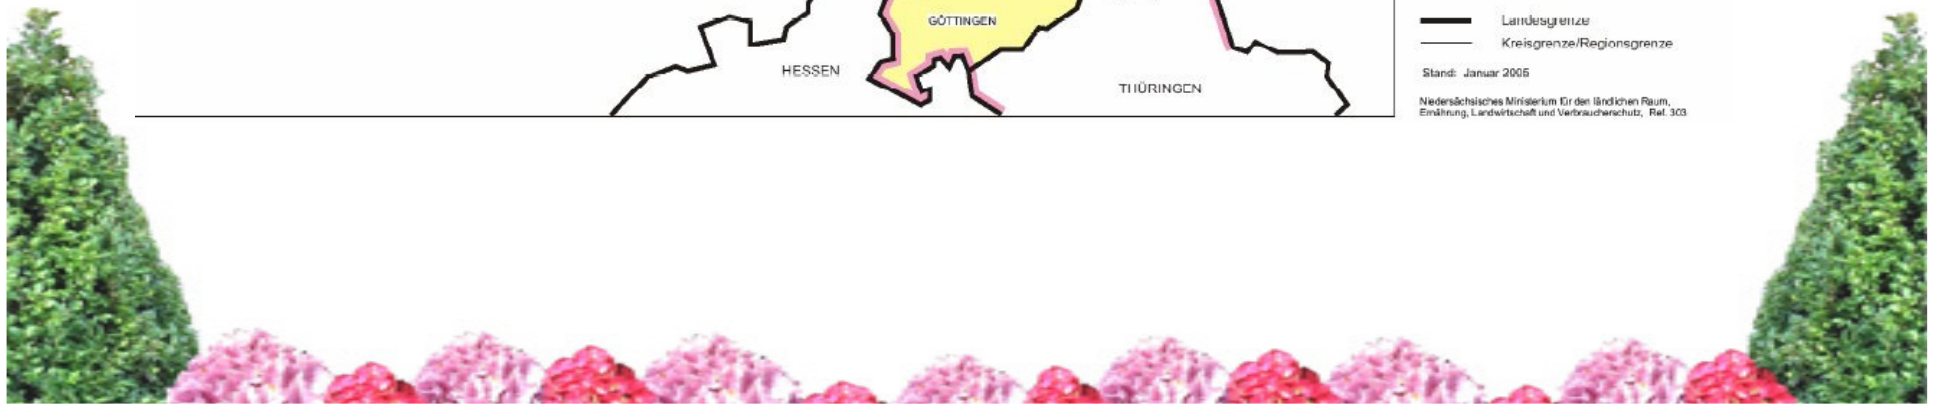 GÖTTINGEN
HESSEN
THÜRINGEN
Landesgrenze
Kreisgrenze/Regionsgrenze
Stand: Januar 2005
Niedersächsisches Ministerium für den ländlichen Raum,
Ernährung, Landwirtschaft und Verbraucherschutz, Ref. 303